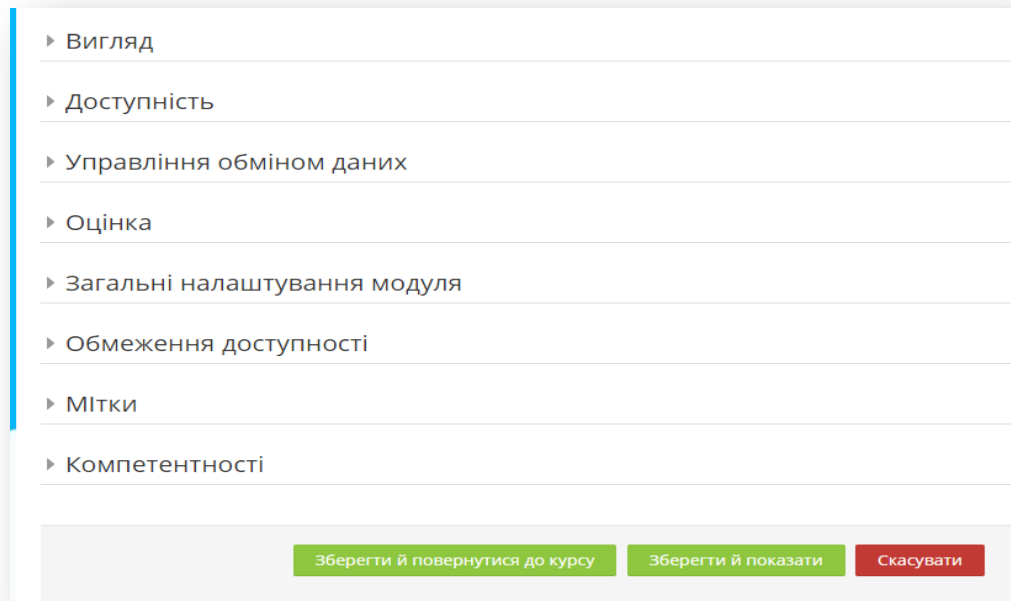 Вигляд
Доступність
Управління обміном даних
Оцінка
Загальні налаштування модуля
Обмеження доступності
МІтки
Компетентності
Зберегти й повернутися до курсу Зберегти й показати Скасувати